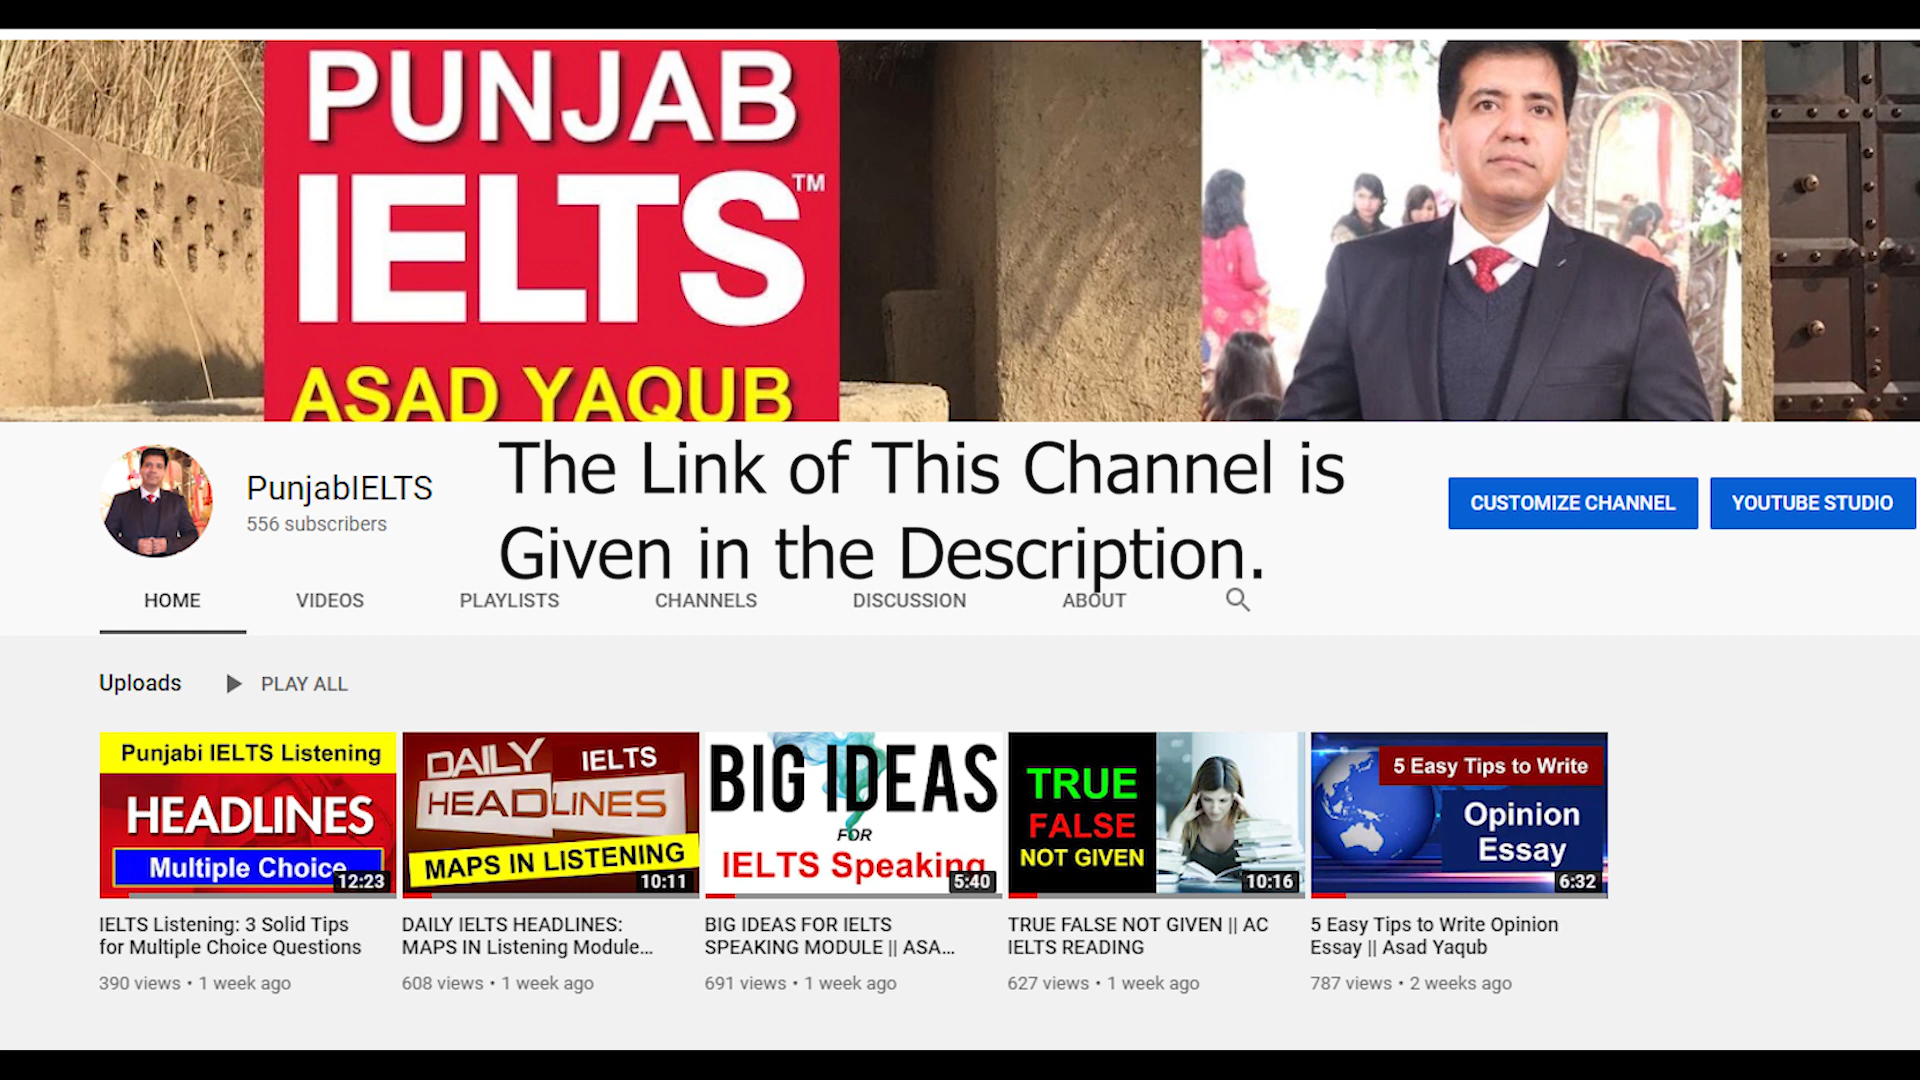 PUNJAB
IELTS™
ASAD YAQUB
PunjabIELTS
556 subscribers
The Link of This Channel is
Given in the Description.
CUSTOMIZE CHANNEL
YOUTUBE STUDIO
HOME
VIDEOS
PLAYLISTS
CHANNELS
DISCUSSION
ABOUT
Uploads
PLAY ALL
Punjabi IELTS Listening
HEADLINES
Multiple Choice
12:23
IELTS Listening: 3 Solid Tips
for Multiple Choice Questions
390 views • 1 week ago
DAILY IELTS
HEADLINES
MAPS IN LISTENING
10:11
DAILY IELTS HEADLINES:
MAPS IN Listening Module...
608 views • 1 week ago
BIG IDEAS
FOR
IELTS Speaking
5:40
BIG IDEAS FOR IELTS
SPEAKING MODULE || ASA...
691 views • 1 week ago
TRUE
FALSE
NOT GIVEN
10:16
TRUE FALSE NOT GIVEN || AC
IELTS READING
627 views • 1 week ago
5 Easy Tips to Write
Opinion
Essay
6:32
5 Easy Tips to Write Opinion
Essay || Asad Yaqub
787 views • 2 weeks ago